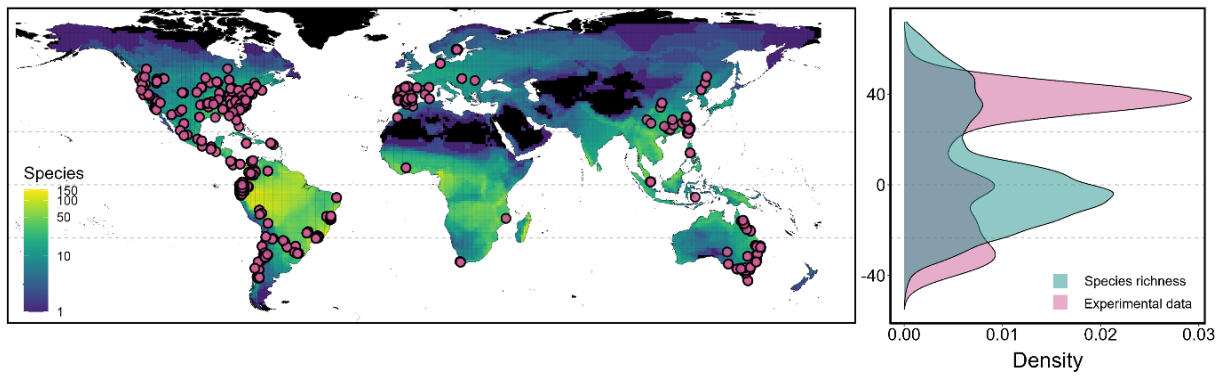 Species
150
100
50
10
1
40
0
-40
Species richness
Experimental data
0.00 0.01 0.02 0.03
Density